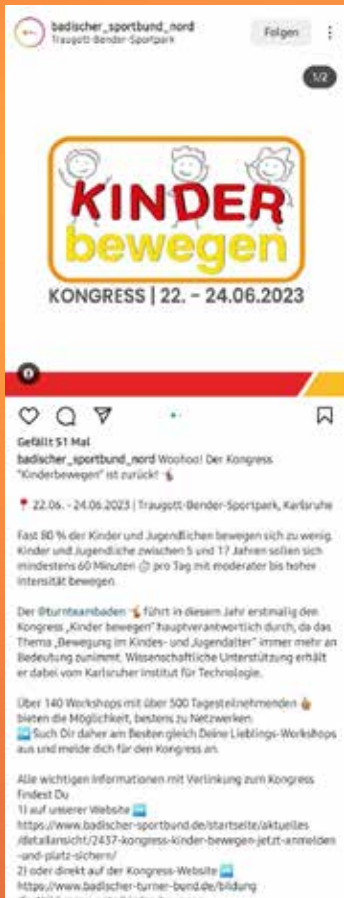 badischer_sportbund_nord
Traugott-Bender-Sportpark
Folgen
1/2
KINDER
bewegen
KONGRESS | 22. - 24.06.2023
Gefällt 51 Mal
badischer_sportbund_nord Woohoo! Der Kongress
"Kinderbewegen" ist zurück!
22.06. - 24.06.2023 | Traugott-Bender-Sportpark, Karlsruhe
Fast 80 % der Kinder und Jugendlichen bewegen sich zu wenig.
Kinder und Jugendliche zwischen 5 und 17 Jahren sollen sich
mindestens 60 Minuten ⏱ pro Tag mit moderater bis hoher
Intensität bewegen.
Der @turnteambaden führt in diesem Jahr erstmalig den
Kongress „Kinder bewegen" hauptverantwortlich durch, da das
Thema „Bewegung im Kindes- und Jugendalter" immer mehr an
Bedeutung zunimmt. Wissenschaftliche Unterstützung erhält
er dabei vom Karlsruher Institut für Technologie.
Über 140 Workshops mit über 500 Tagesteilnehmenden
bieten die Möglichkeit, bestens zu Netzwerken.
➡️ Such Dir daher am Besten gleich Deine Lieblings-Workshops
aus und melde dich für den Kongress an.
Alle wichtigen Informationen mit Verlinkung zum Kongress
findest Du
1) auf unserer Website ➡️
https://www.badischer-sportbund.de/startseite/aktuelles
/detailansicht/2437-kongress-kinder-bewegen-jetzt-anmelden
-und-platz-sichern/
2) oder direkt auf der Kongress-Website ➡️
https://www.badischer-turner-bund.de/bildung